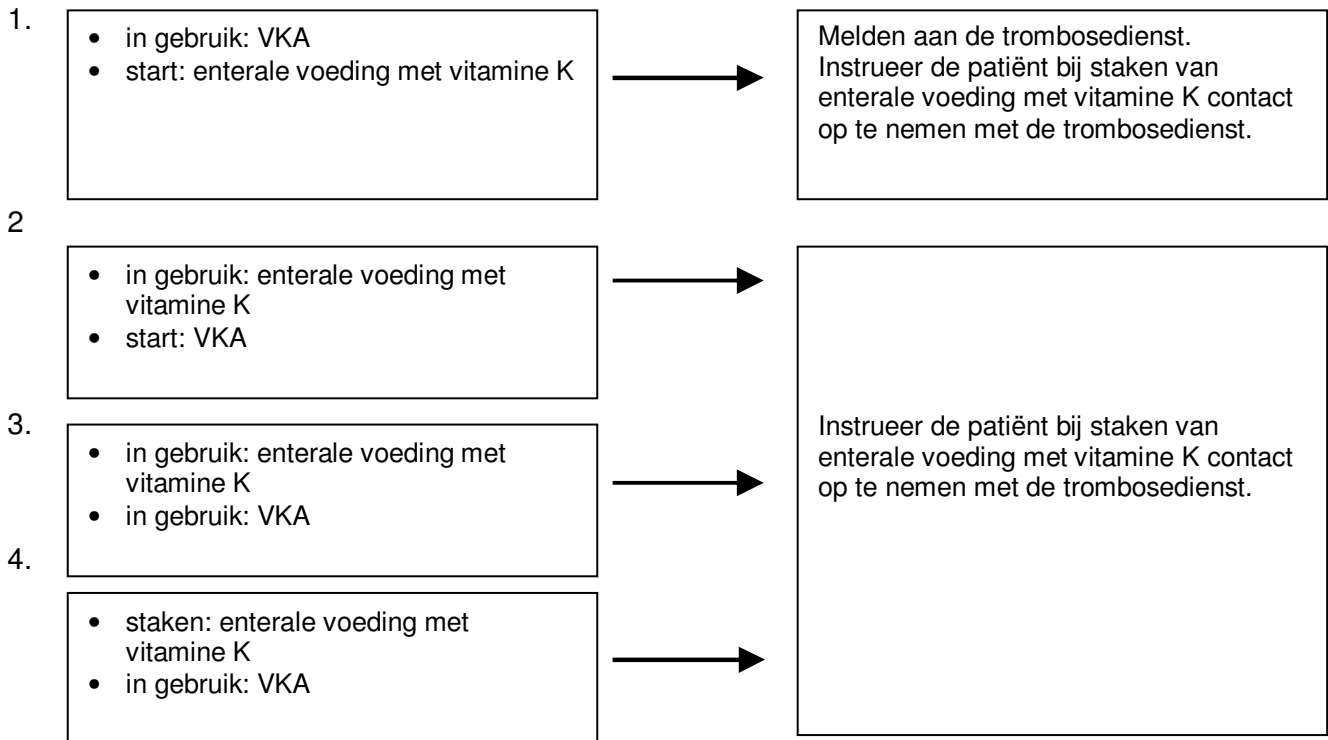 1.
• in gebruik: VKA
• start: enterale voeding met vitamine K
Melden aan de trombosedienst.
Instrueer de patiënt bij staken van
enterale voeding met vitamine K contact
op te nemen met de trombosedienst.
2
• in gebruik: enterale voeding met
vitamine K
• start: VKA
3.
• in gebruik: enterale voeding met
vitamine K
• in gebruik: VKA
Instrueer de patiënt bij staken van
enterale voeding met vitamine K contact
op te nemen met de trombosedienst.
4.
• staken: enterale voeding met
vitamine K
• in gebruik: VKA